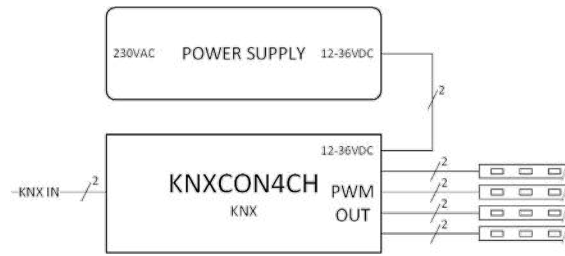 230VAC POWER SUPPLY 12-36VDC
2
12-36VDC
KNX IN 2 KNXCON4CH
KNX
PWM
OUT
2
2
2
2